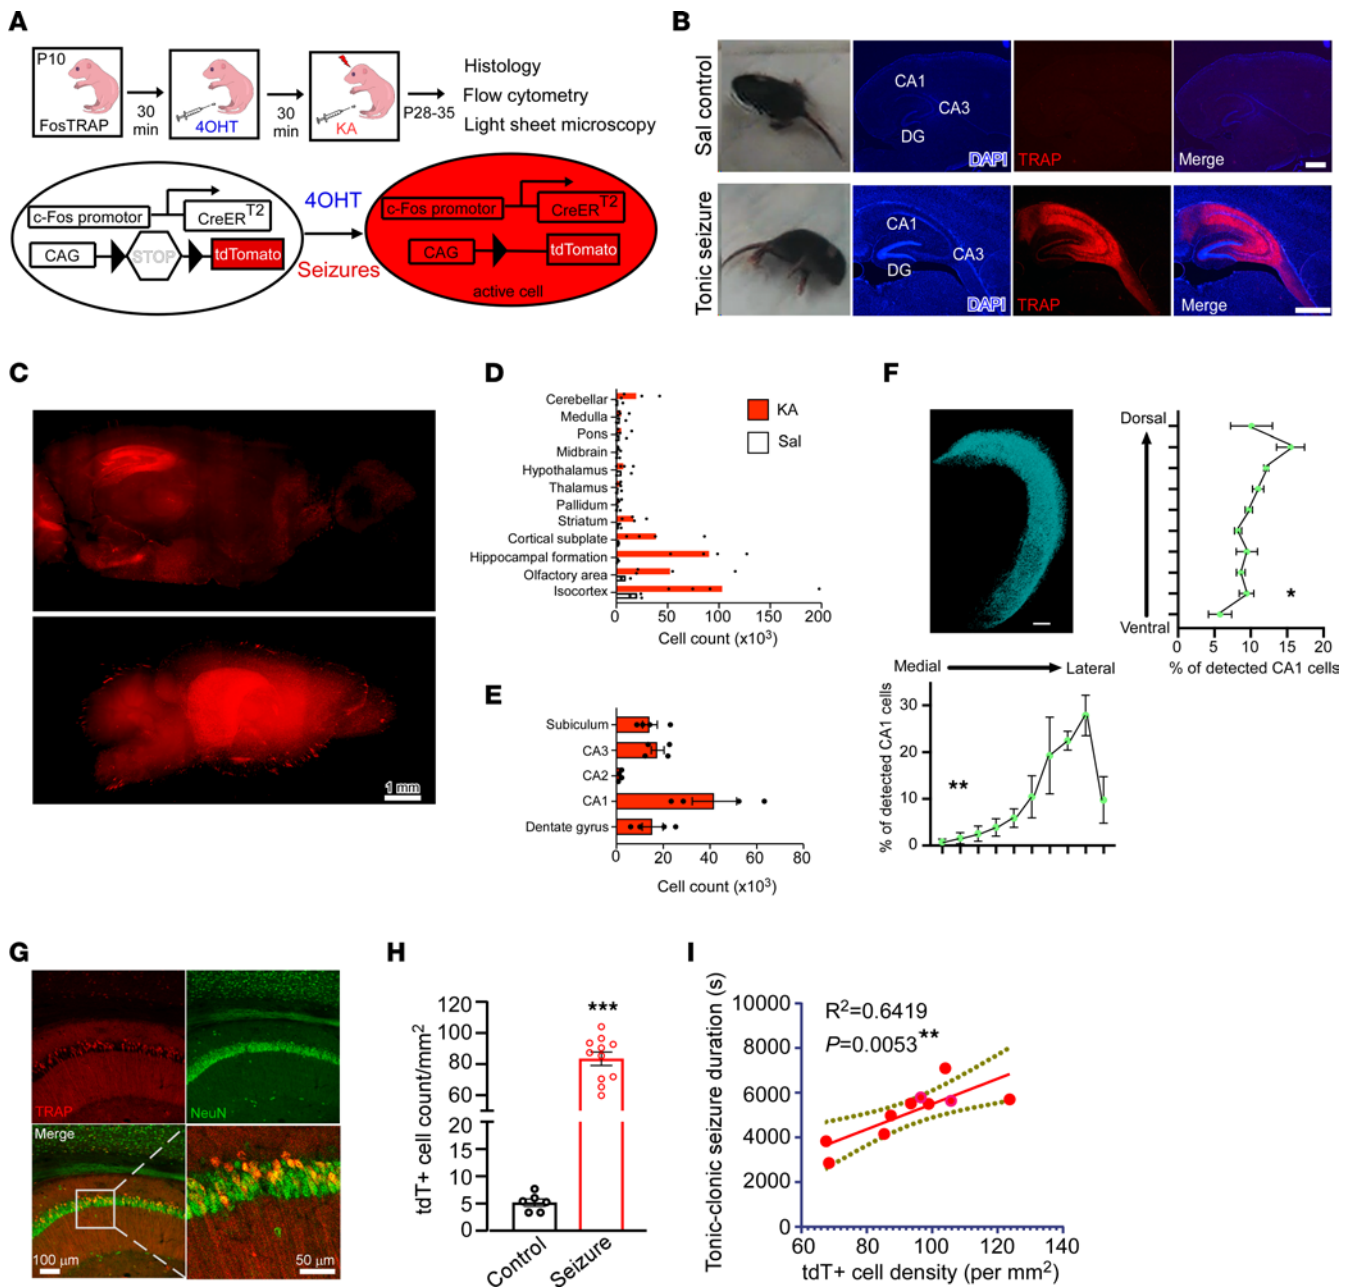 A
P10
FosTRAP
30
min
4OHT
30
min
KA
P28-35
Histology
Flow cytometry
Light sheet microscopy
c-Fos promotor
CreERT2
CAG
STOP
tdTomato
4OHT
Seizures
c-Fos promotor
CreERT2
CAG
tdTomato
active cell
B
Sal control
CA1
CA3
DG
DAPI
TRAP
Merge
Tonic seizure
CA1
CA3
DG
DAPI
TRAP
Merge
C
1 mm
D
Cerebellar
Medulla
Pons
Midbrain
Hypothalamus
Thalamus
Pallidum
Striatum
Cortical subplate
Hippocampal formation
Olfactory area
Isocortex
KA
Sal
0 50 100 150 200
Cell count (x10³)
E
Subiculum
CA3
CA2
CA1
Dentate gyrus
0 20 40 60 80
Cell count (x10³)
F
Dorsal
Ventral
*
0 5 10 15 20
% of detected CA1 cells
Medial
Lateral
% of detected CA1 cells
30
20
10
0
**
G
TRAP
NeuN
Merge
100 µm
50 µm
H
tdT+ cell count/mm²
120
100
80
60
40
20
15
10
5
0
***
Control
Seizure
I
Tonic-clonic seizure duration (s)
10000
8000
6000
4000
2000
0
R²=0.6419
P=0.0053**
60 80 100 120 140
tdT+ cell density (per mm²)